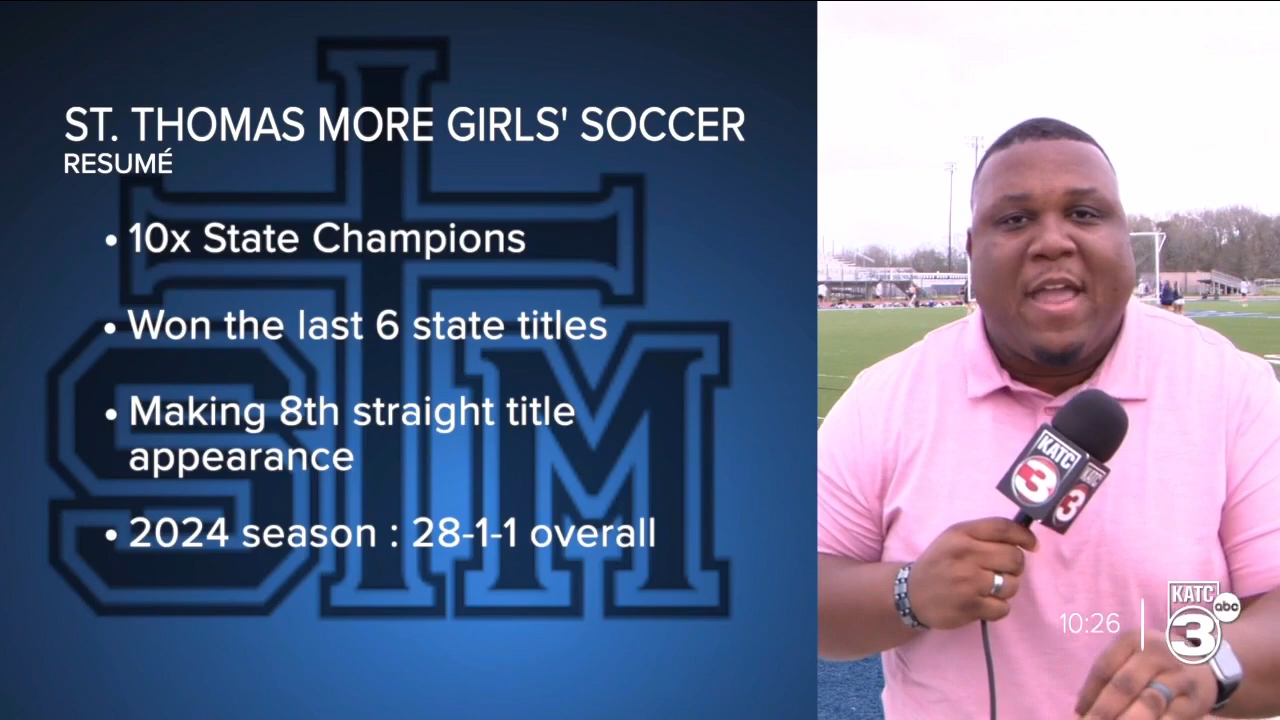 ST. THOMAS MORE GIRLS' SOCCER
RESUMÉ
• 10x State Champions
• Won the last 6 state titles
• Making 8th straight title
appearance
• 2024 season : 28-1-1 overall
STM
KATC
3
KATC
3
10:26
KATC
abc
3